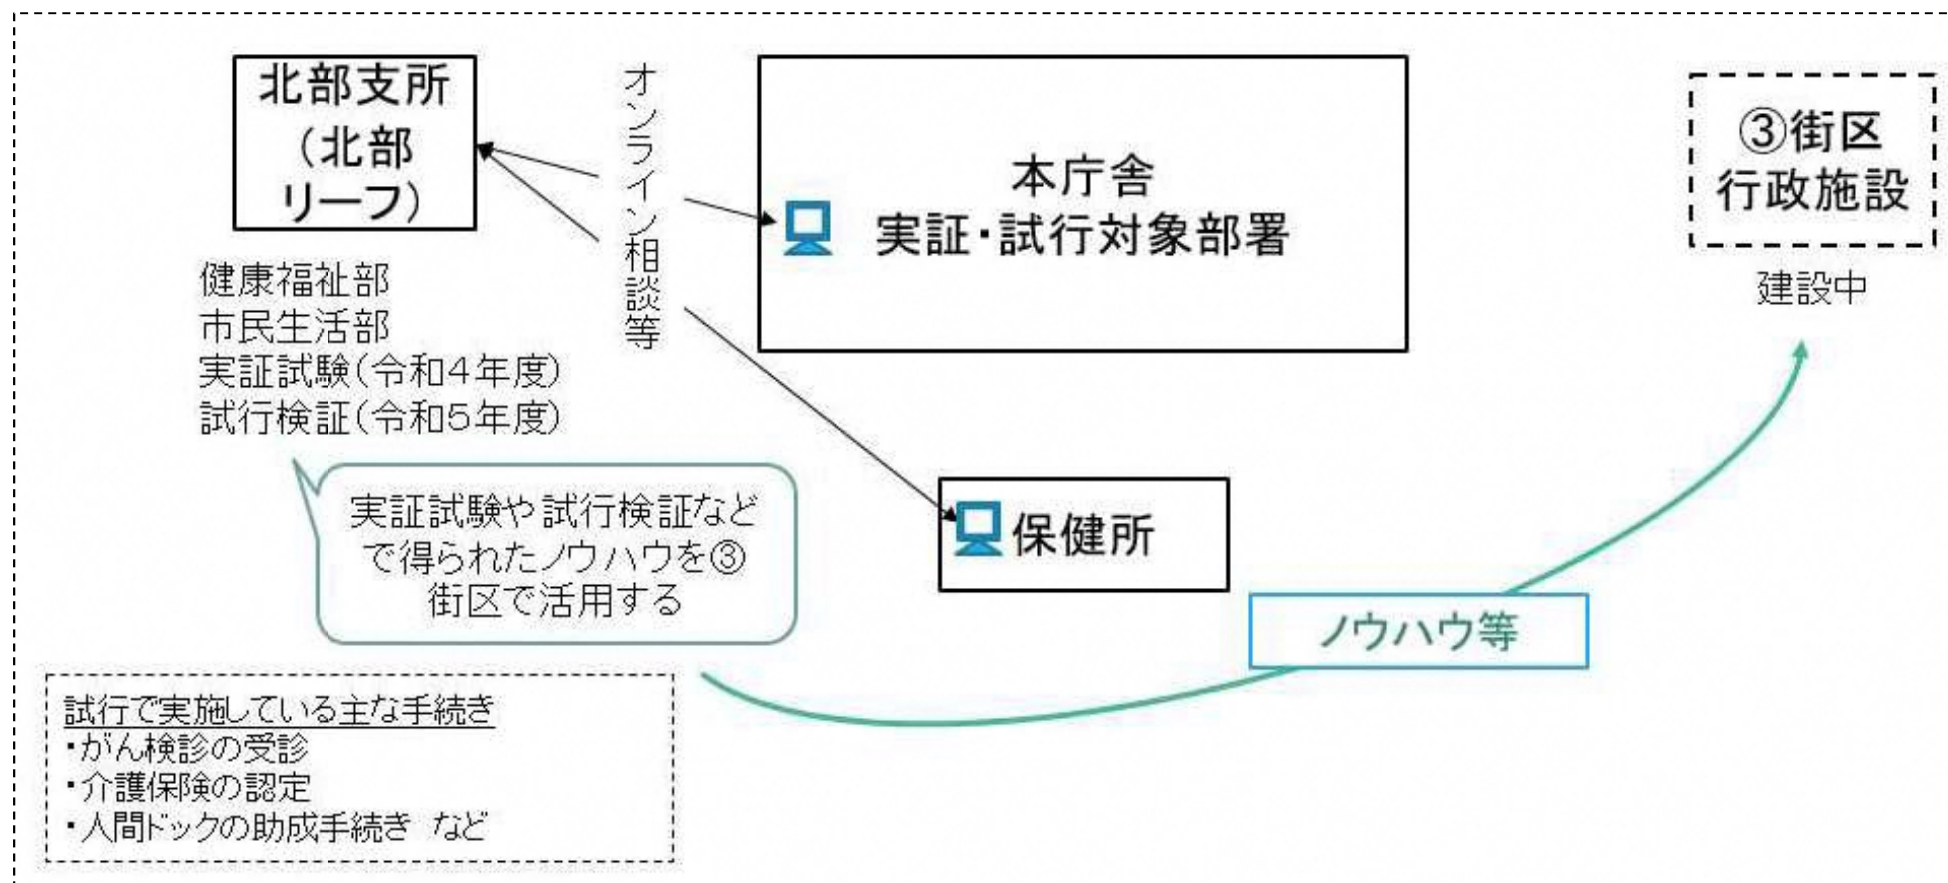 北部支所
（北部
リーフ）
オンライン相談等
本庁舎
実証・試行対象部署
③街区
行政施設
建設中
健康福祉部
市民生活部
実証試験（令和４年度）
試行検証（令和５年度）
実証試験や試行検証など
で得られたノウハウを③
街区で活用する
保健所
ノウハウ等
試行で実施している主な手続き
・がん検診の受診
・介護保険の認定
・人間ドックの助成手続き など